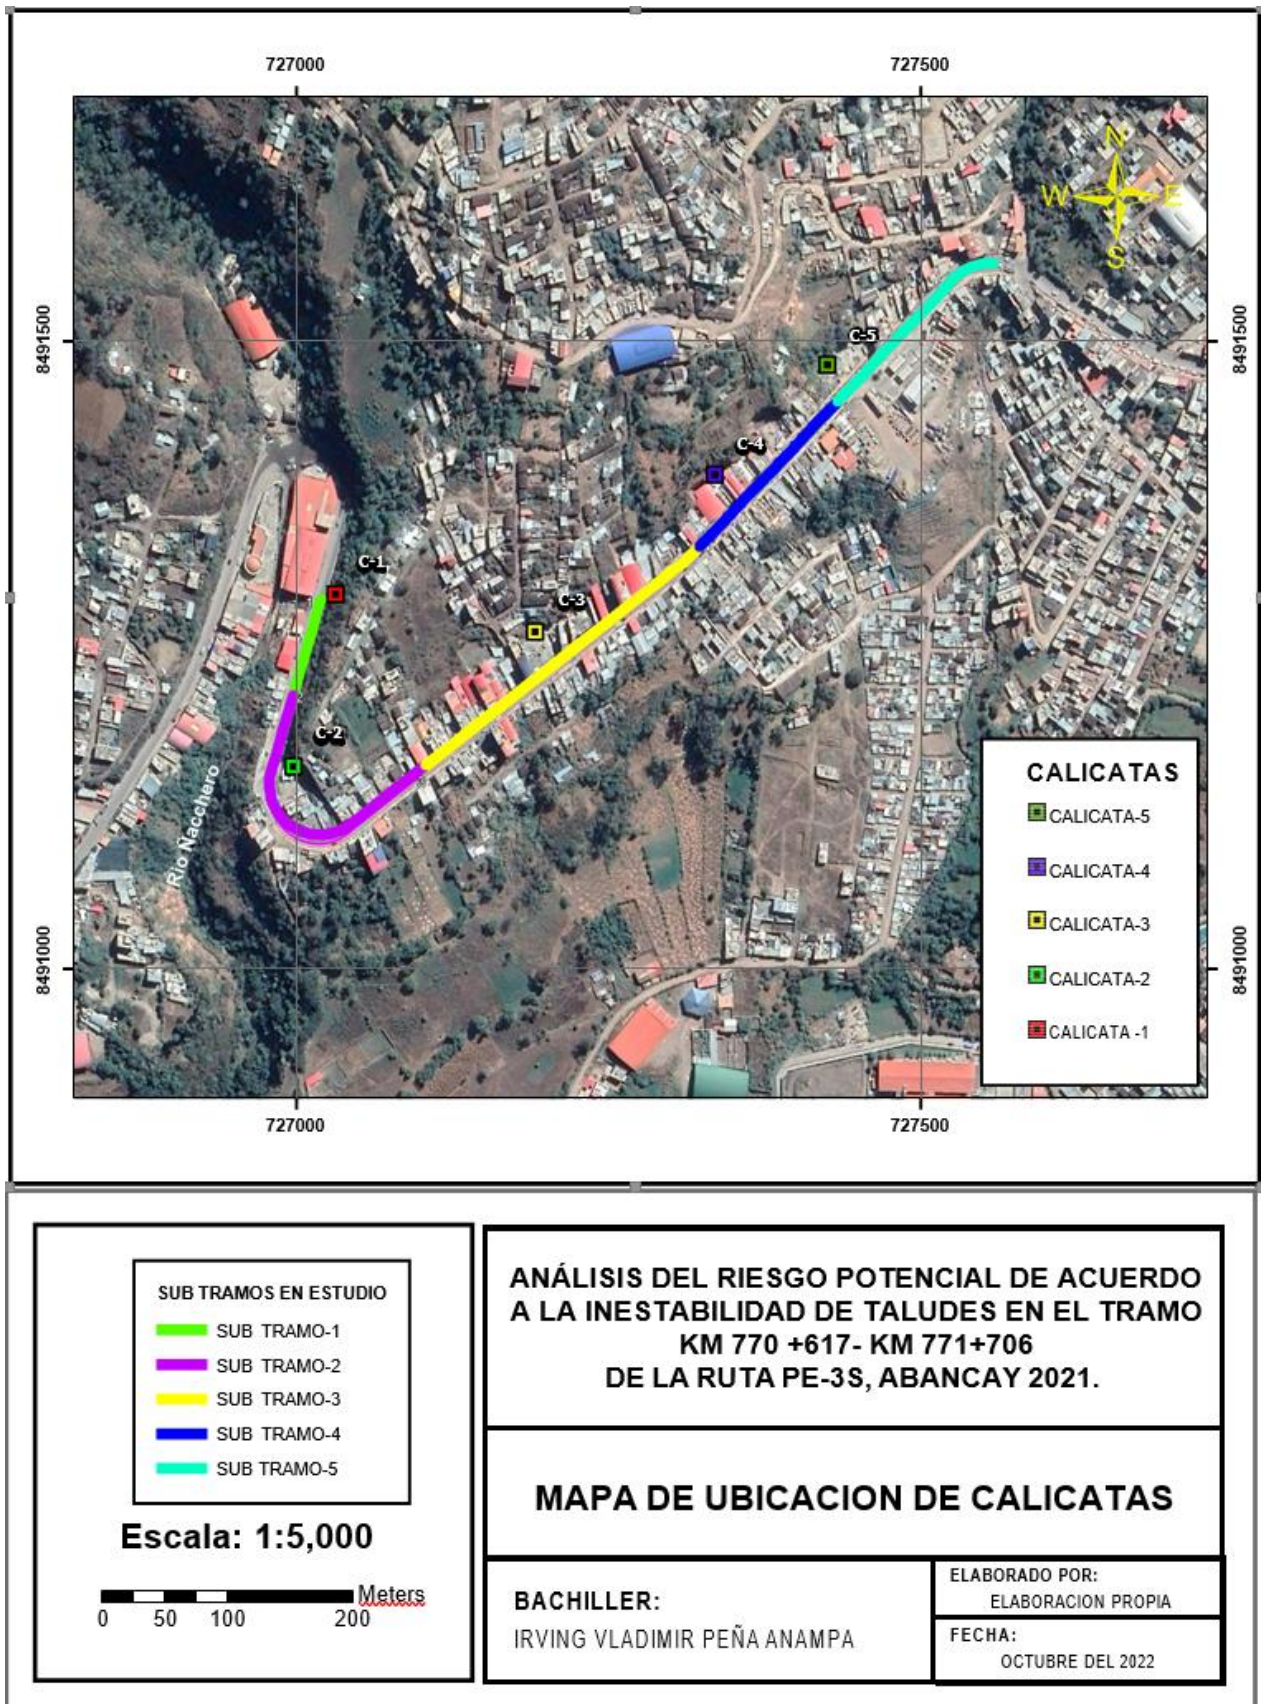 727000
727500
N
W
E
S
8491500
8491500
C-5
C-4
C-1
C-3
C-2
Río Ñacchero
8491000
8491000
CALICATAS
CALICATA-5
CALICATA-4
CALICATA-3
CALICATA-2
CALICATA -1
727000
727500
SUB TRAMOS EN ESTUDIO
SUB TRAMO-1
SUB TRAMO-2
SUB TRAMO-3
SUB TRAMO-4
SUB TRAMO-5
Escala: 1:5,000
Meters
0 50 100 200
ANÁLISIS DEL RIESGO POTENCIAL DE ACUERDO
A LA INESTABILIDAD DE TALUDES EN EL TRAMO
KM 770 +617- KM 771+706
DE LA RUTA PE-3S, ABANCAY 2021.
MAPA DE UBICACION DE CALICATAS
BACHILLER:
IRVING VLADIMIR PEÑA ANAMPA
ELABORADO POR:
ELABORACION PROPIA
FECHA:
OCTUBRE DEL 2022